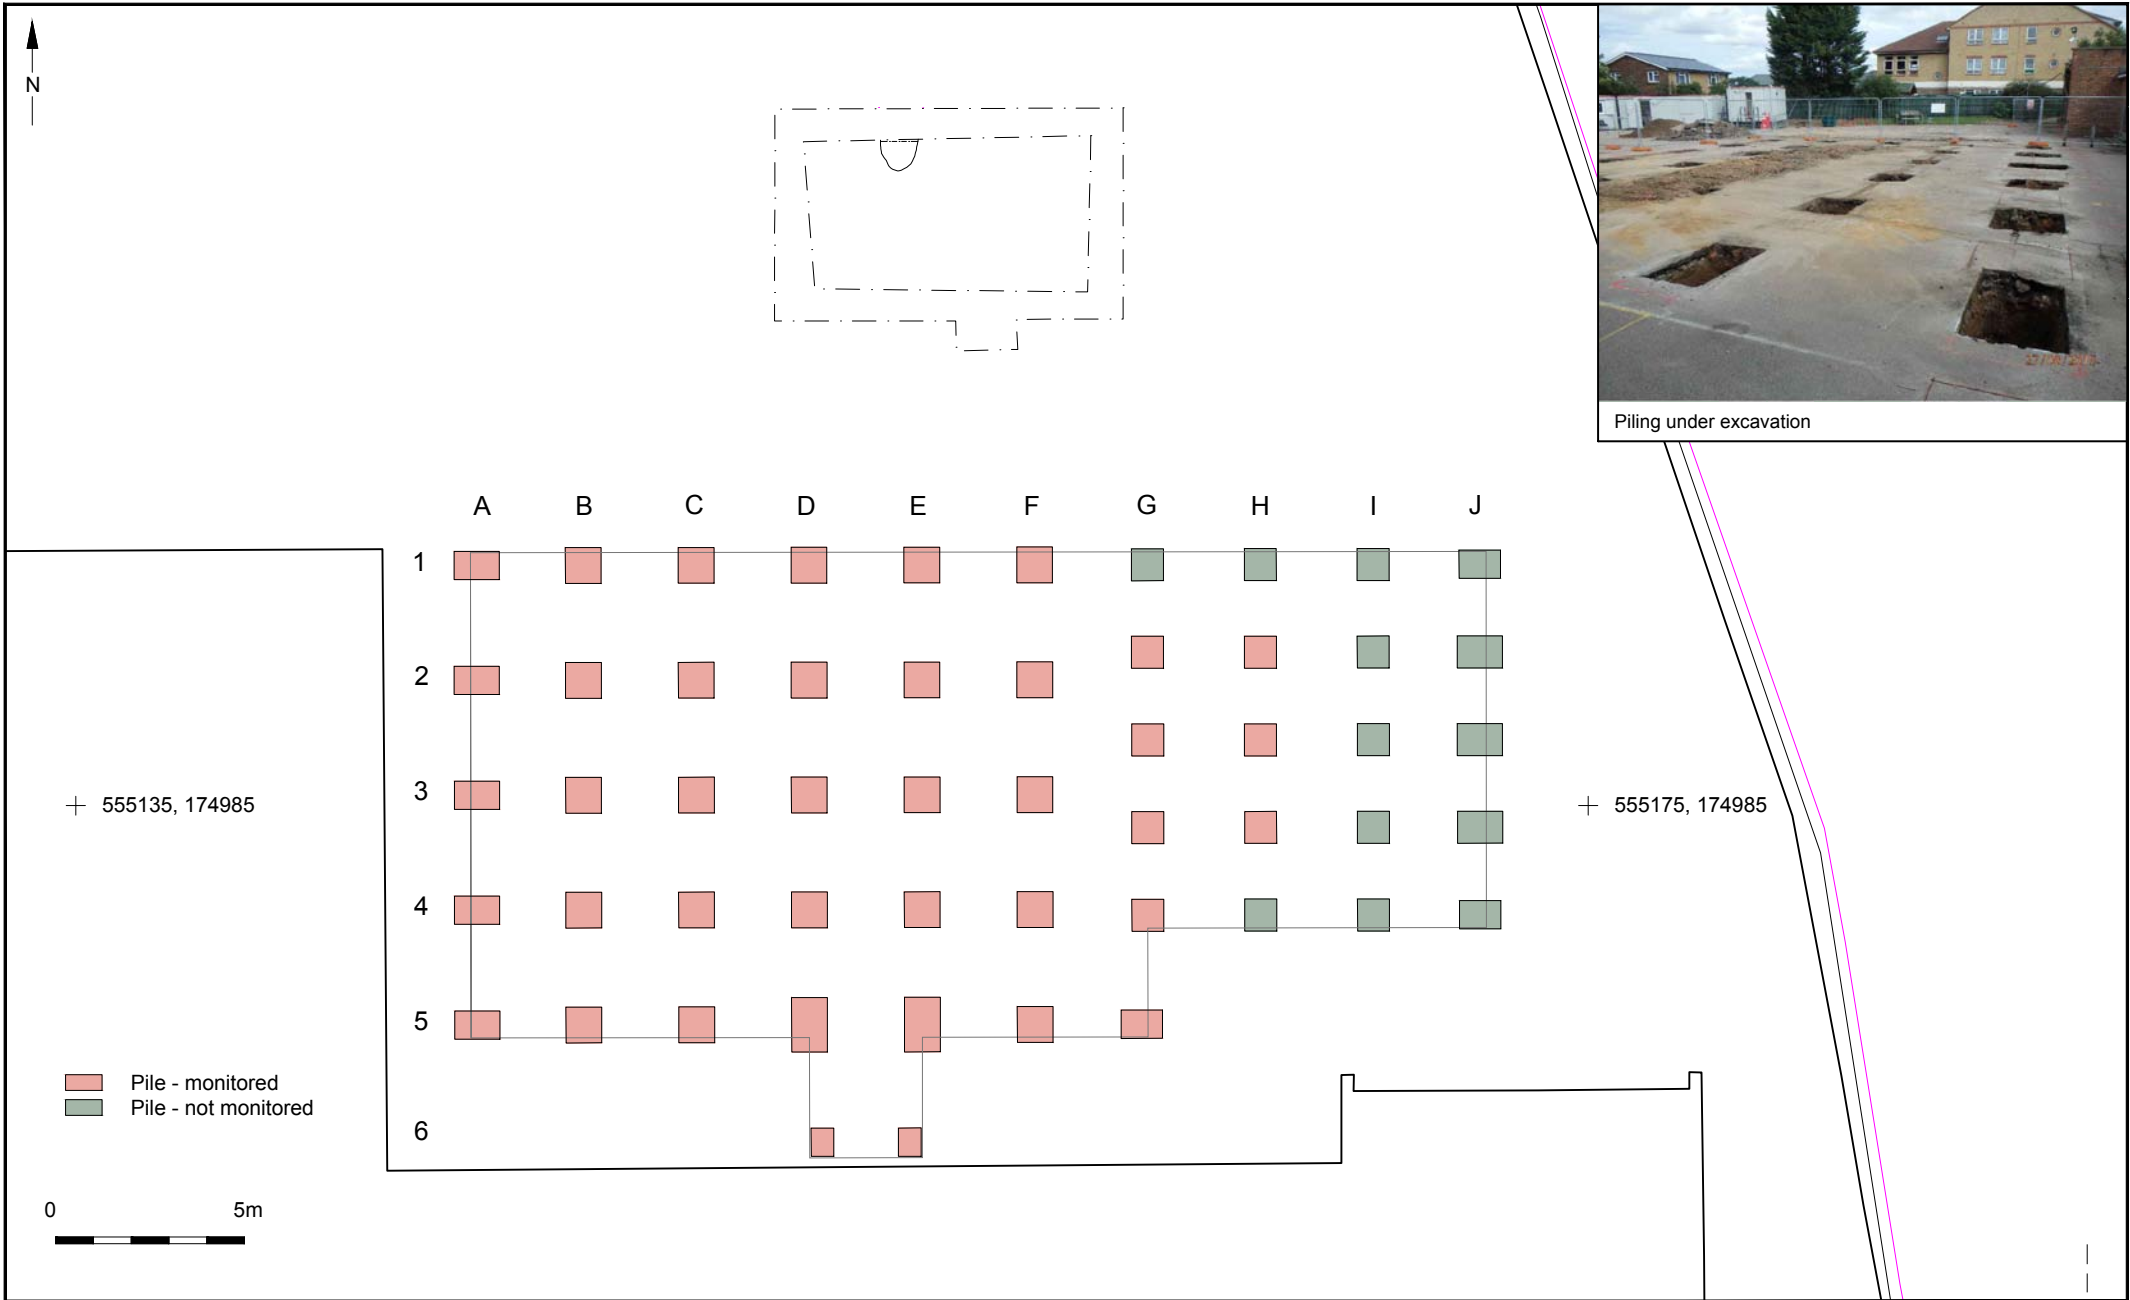 N
Piling under excavation
A B C D E F G H I J
1
2
3
555135, 174985
555175, 174985
4
5
Pile - monitored
Pile - not monitored
6
0 5m